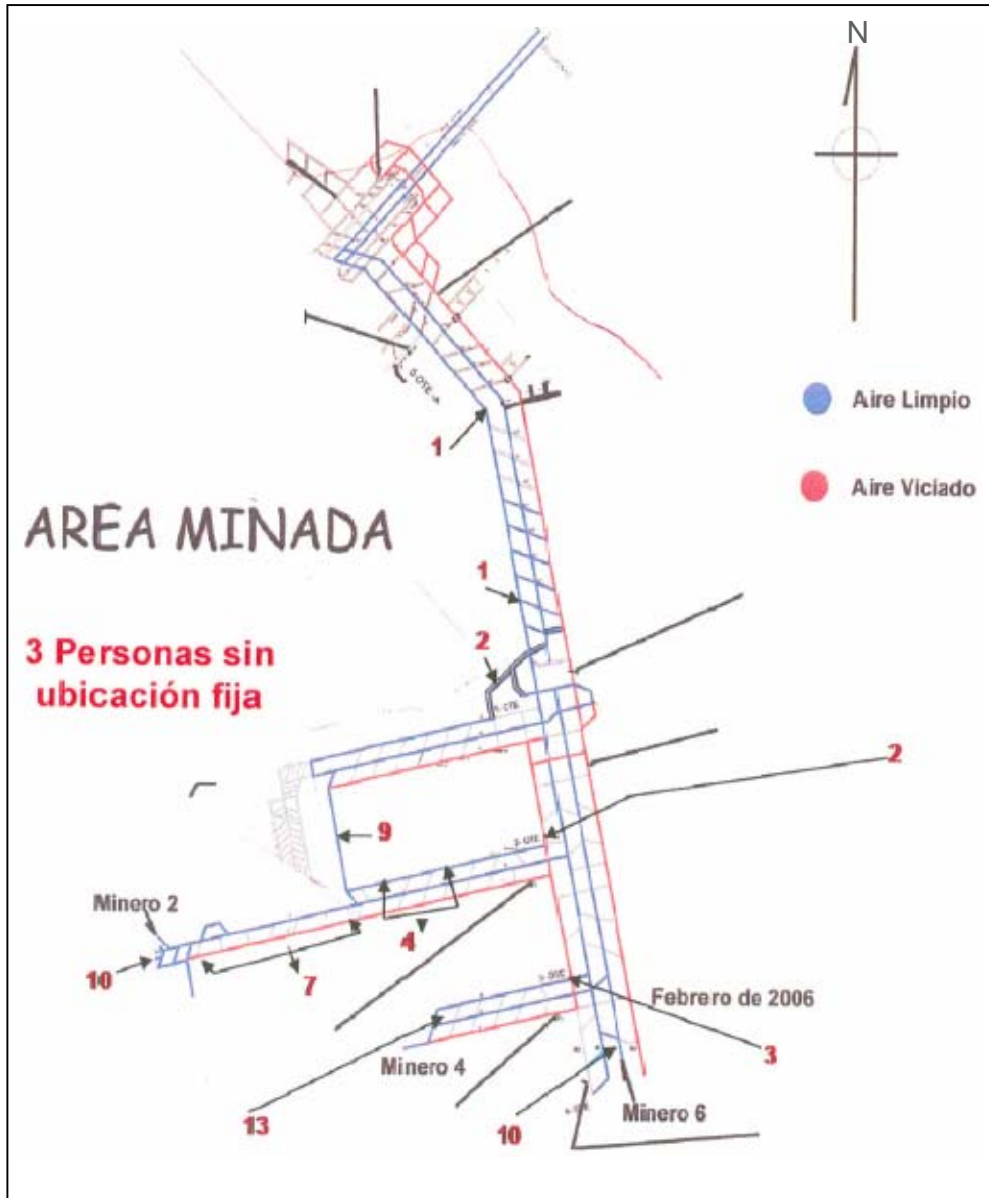 N
Aire Limpio
Aire Viciado
1
AREA MINADA
1
2
3 Personas sin
ubicación fija
2
9
Minero 2
4
10
7
Febrero de 2006
3
Minero 4
13
10
Minero 6